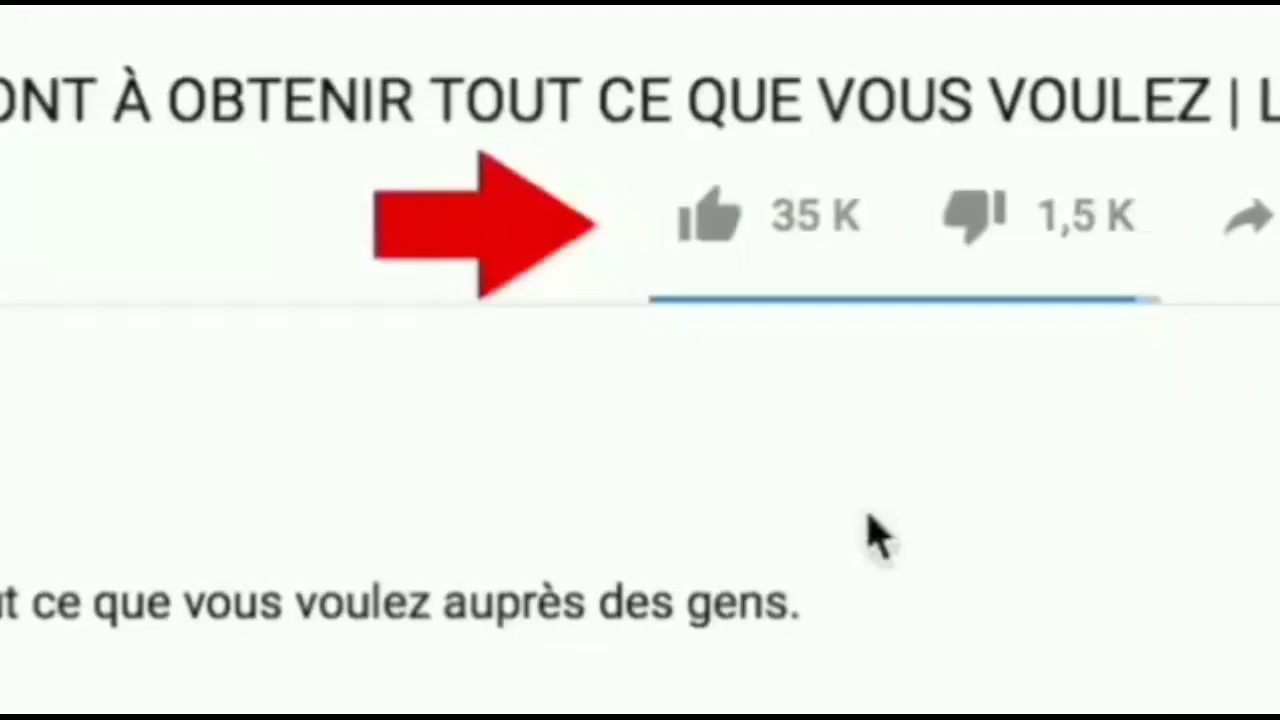 ONT À OBTENIR TOUT CE QUE VOUS VOULEZ | L
35 K 1,5 K
ce que vous voulez auprès des gens.